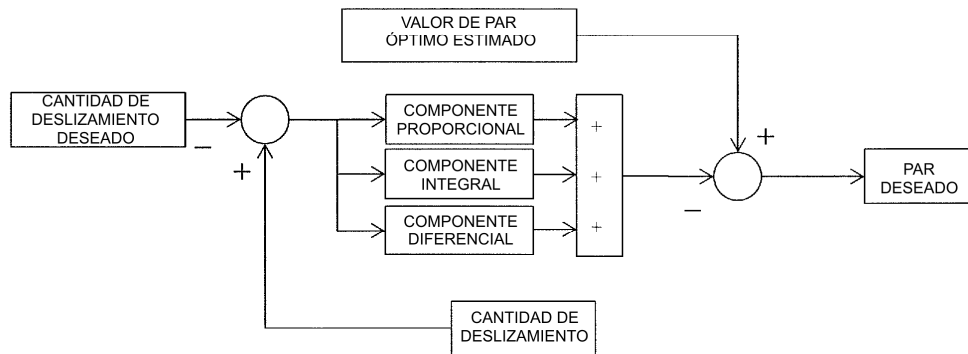 VALOR DE PAR
ÓPTIMO ESTIMADO
+
CANTIDAD DE
DESLIZAMIENTO
DESEADO
−
+
COMPONENTE
PROPORCIONAL
+
COMPONENTE
INTEGRAL
+
COMPONENTE
DIFERENCIAL
+
−
PAR
DESEADO
CANTIDAD DE
DESLIZAMIENTO